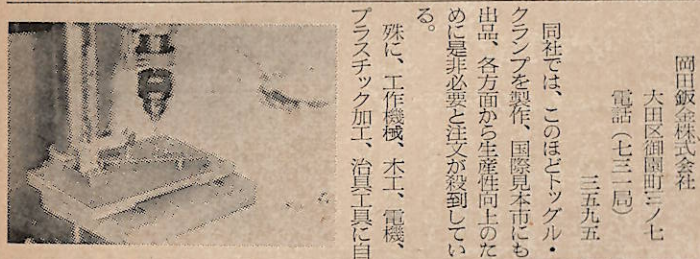 岡田鈑金株式会社
大田区御園町三ノ七
電話（七三一局）
三五九五
同社では、このほどトッグル・
クランプを製作、国際見本市にも
出品、各方面から生産性向上のた
めに是非必要と注文が殺到してい
る。
殊に、工作機械、木工、電機、
プラスチック加工、治具工具に自